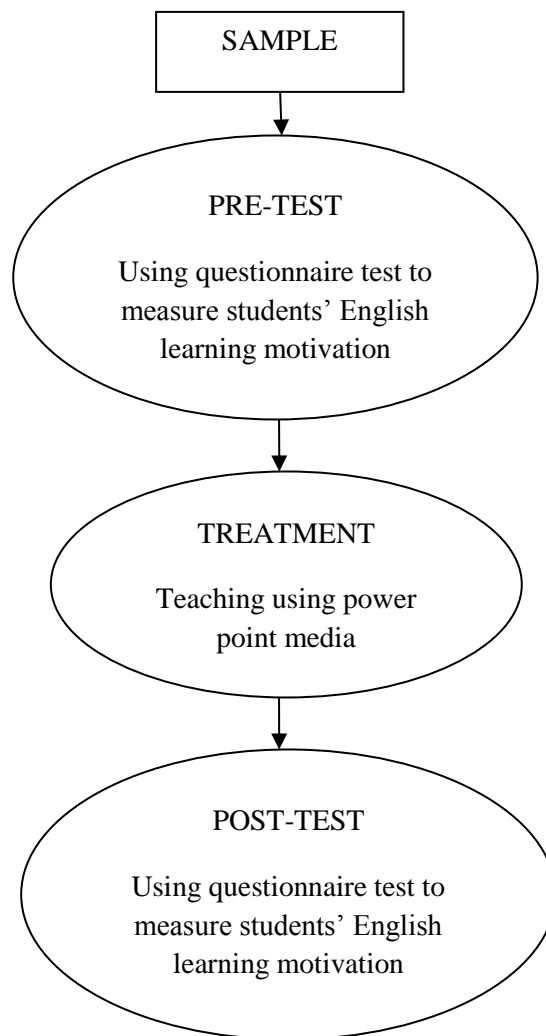 SAMPLE
PRE-TEST
Using questionnaire test to
measure students’ English
learning motivation
TREATMENT
Teaching using power
point media
POST-TEST
Using questionnaire test to
measure students’ English
learning motivation